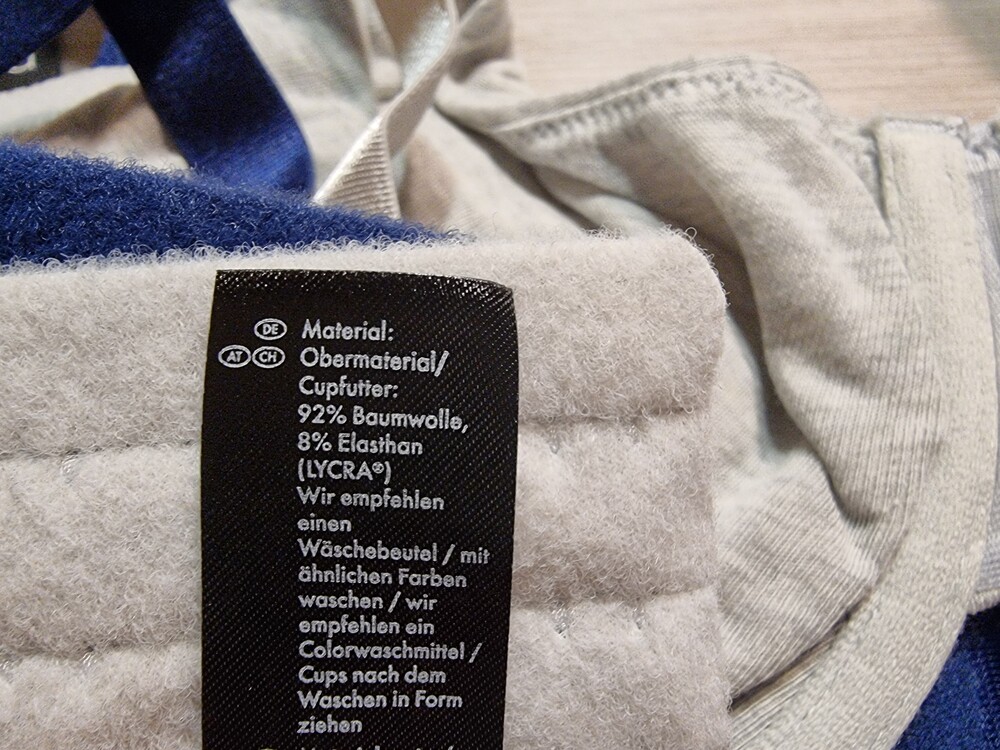 DE Material:
AT CH Obermaterial/
Cupfutter:
92% Baumwolle,
8% Elasthan
(LYCRA®)
Wir empfehlen
einen
Wäschebeutel / mit
ähnlichen Farben
waschen / wir
empfehlen ein
Colorwaschmittel /
Cups nach dem
Waschen in Form
ziehen